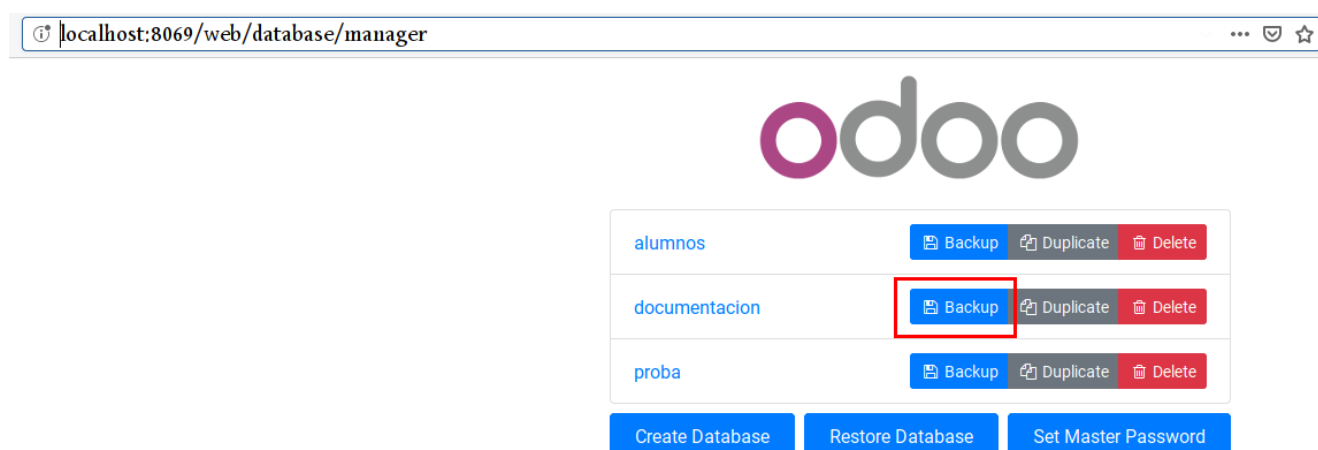 localhost:8069/web/database/manager
odoo
alumnos Backup Duplicate Delete
documentacion Backup Duplicate Delete
proba Backup Duplicate Delete
Create Database Restore Database Set Master Password